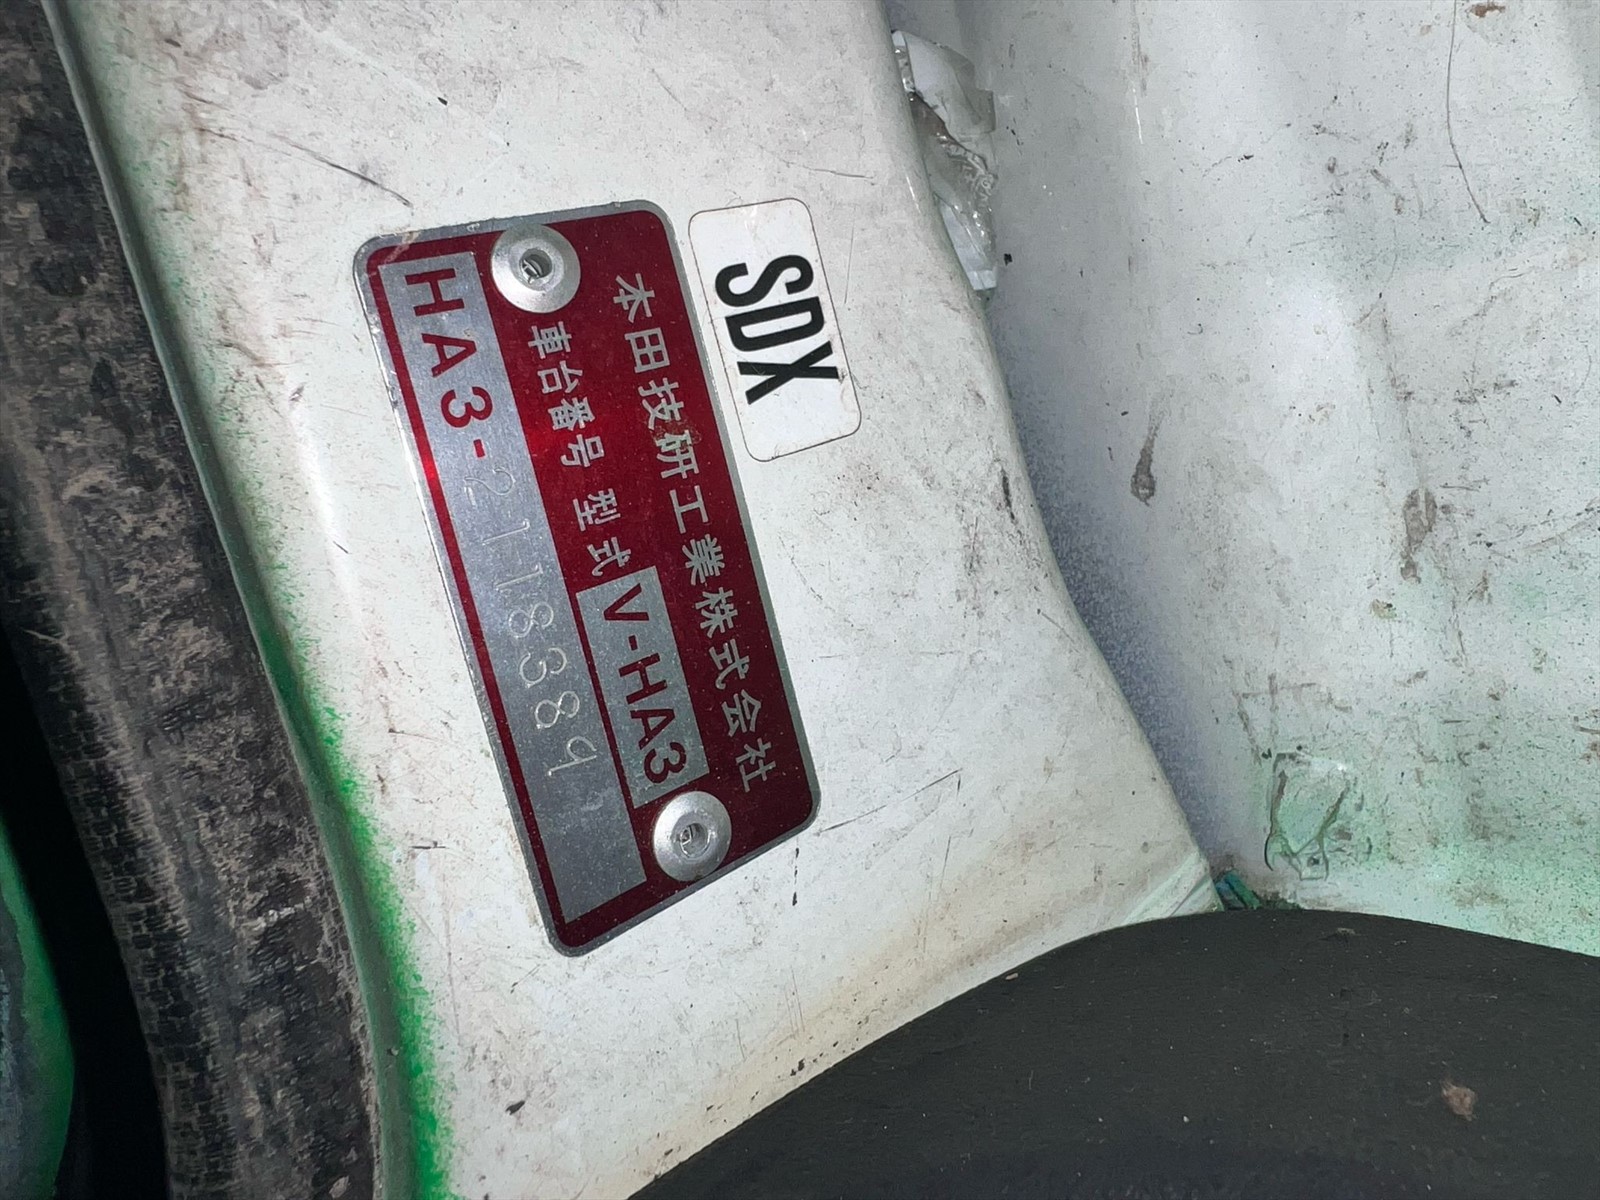 本田技研工業株式会社
車台番号 型式 V-HA3
HA3-2118389
SDX